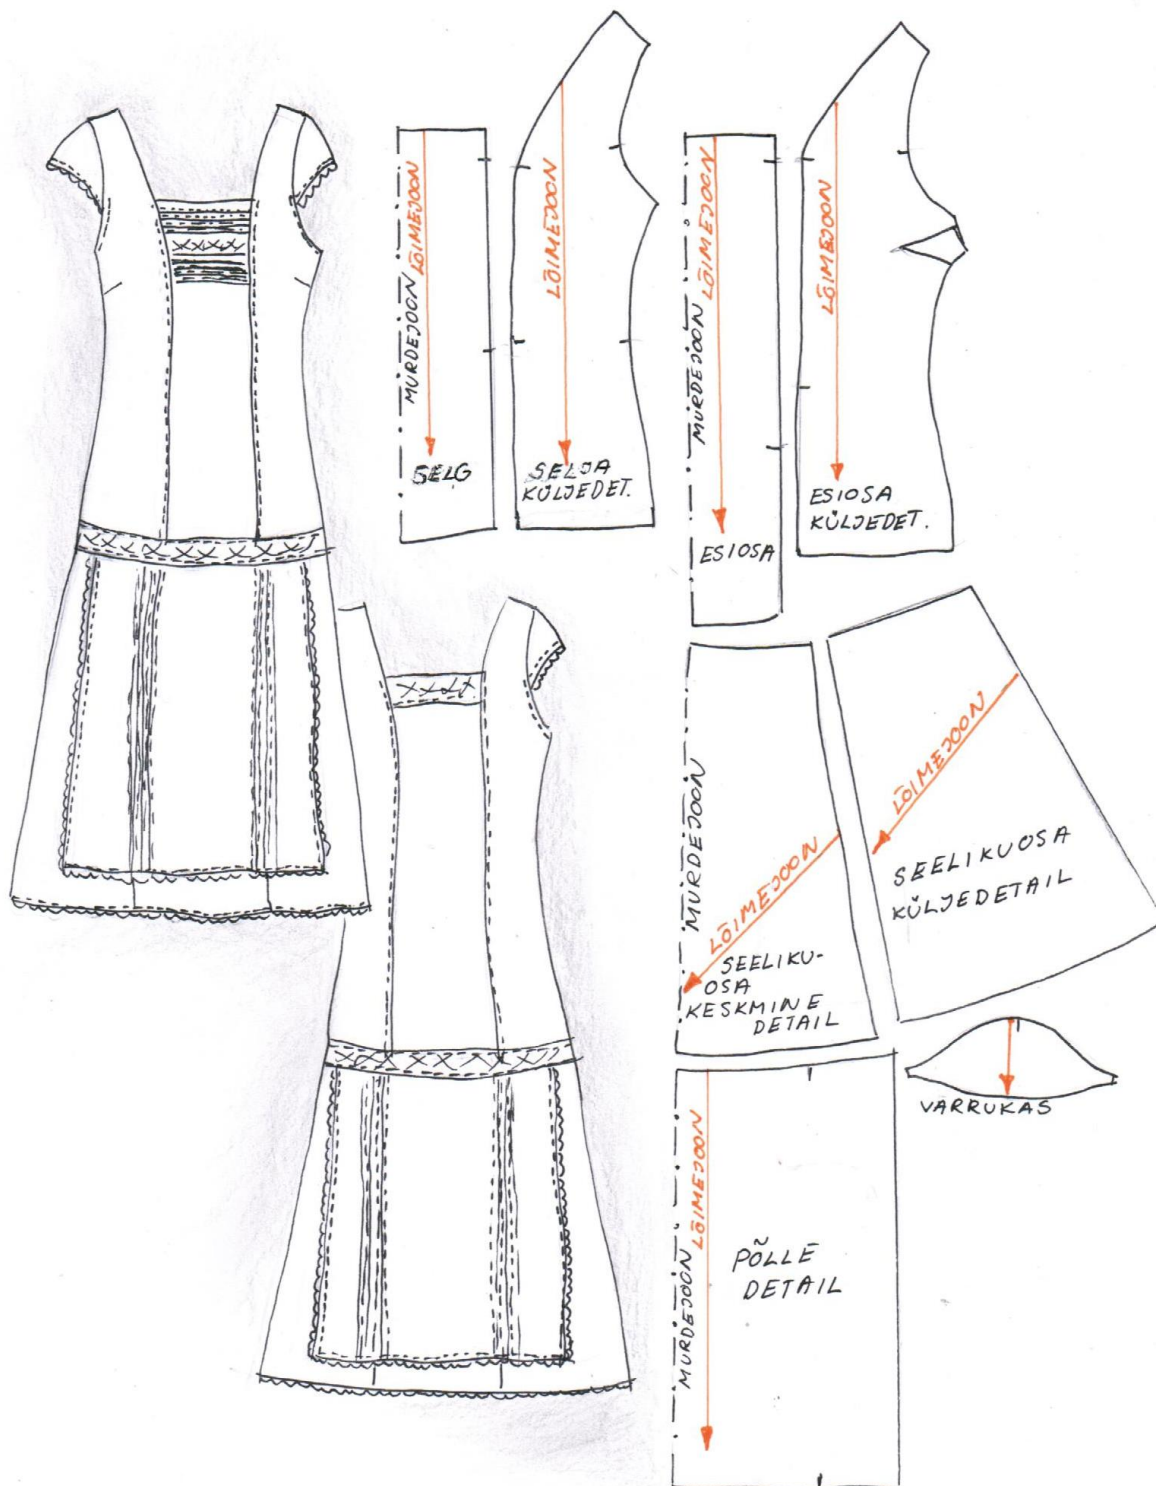 MURDEJOON
LÕIMEJOON
SELG
LÕIMEJOON
SELJA
KÜLJEDET.
MURDEJOON
LÕIMEJOON
ESIOSA
LÕIMEJOON
ESIOSA
KÜLJEDET.
MURDEJOON
LÕIMEJOON
SEELIKU-
OSA
KESKMINE
DETAIL
LÕIMEJOON
SEELIKUOSA
KÜLJEDETAIL
VARRUKAS
MURDEJOON
LÕIMEJOON
PÕLLE
DETAIL